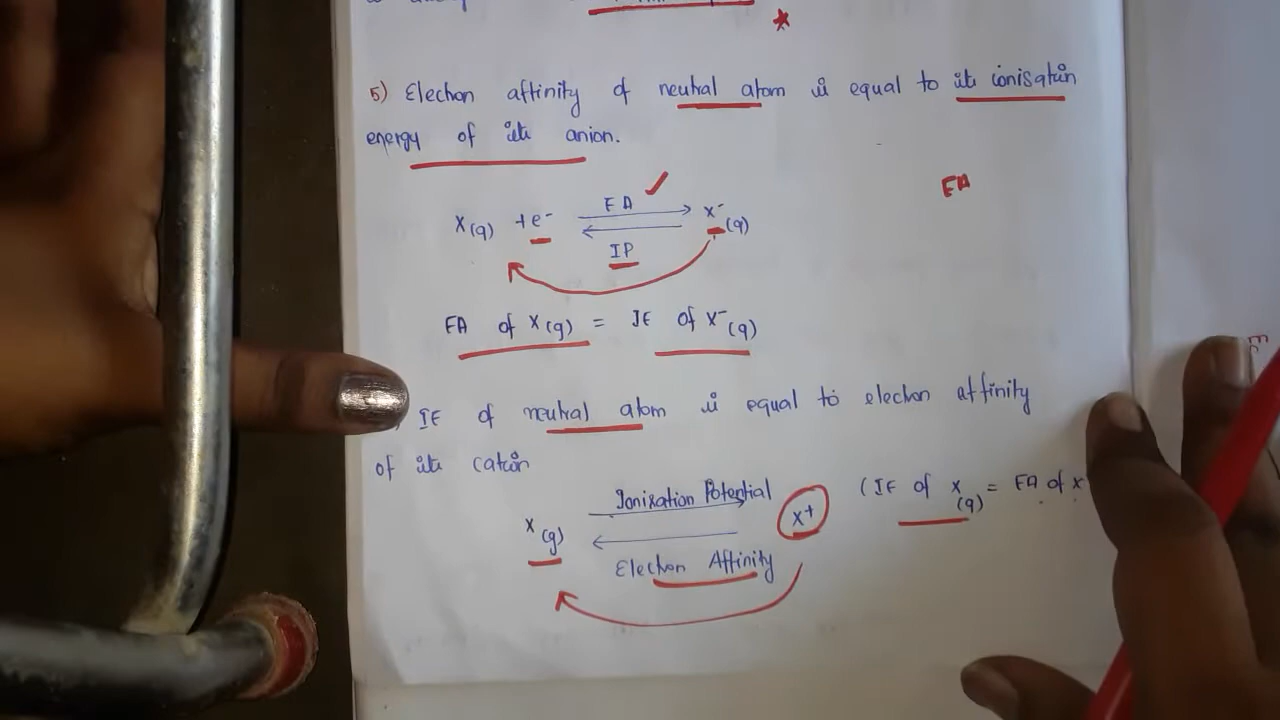 5) Electron affinity of neutral atom is equal to its ionisation
energy of its anion.
EA
X(g) + e⁻ EA X⁻(g)
IP
EA of X(g) = IE of X⁻(g)
IE of neutral atom is equal to electron affinity
of its cation
Ionization Potential
X(g) X⁺ (IE of X(g) = EA of X
Electron Affinity